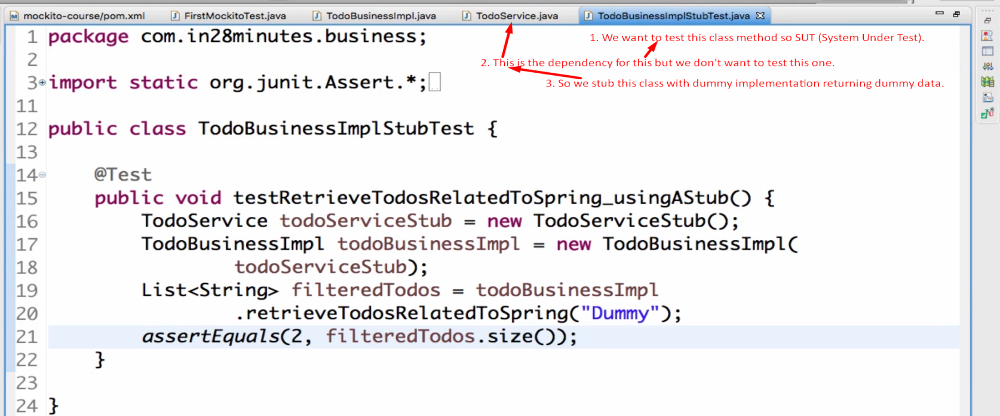 mockito-course/pom.xml FirstMockitoTest.java TodoBusinessImpl.java TodoService.java TodoBusinessImplStubTest.java
1 package com.in28minutes.business;
1. We want to test this class method so SUT (System Under Test).
2
2. This is the dependency for this but we don't want to test this one.
3 import static org.junit.Assert.*;
3. So we stub this class with dummy implementation returning dummy data.
11
12 public class TodoBusinessImplStubTest {
13
14 @Test
15 public void testRetrieveTodosRelatedToSpring_usingAStub() {
16 TodoService todoServiceStub = new TodoServiceStub();
17 TodoBusinessImpl todoBusinessImpl = new TodoBusinessImpl(
18 todoServiceStub);
19 List<String> filteredTodos = todoBusinessImpl
20 .retrieveTodosRelatedToSpring("Dummy");
21 assertEquals(2, filteredTodos.size());
22 }
23
24 }